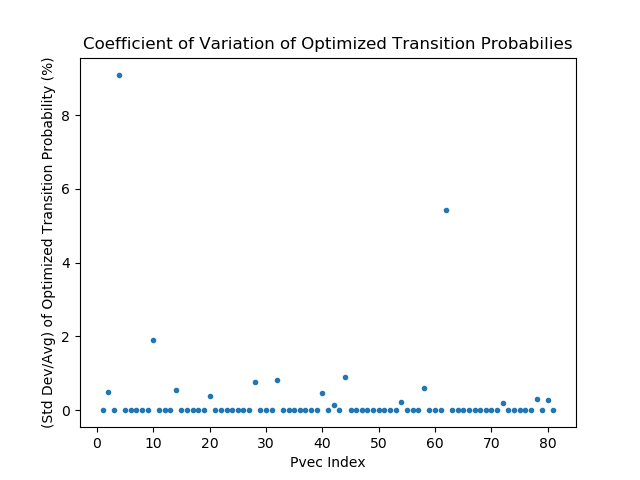 Coefficient of Variation of Optimized Transition Probabilies
(Std Dev/Avg) of Optimized Transition Probability (%)
8
6
4
2
0
0 10 20 30 40 50 60 70 80
Pvec Index